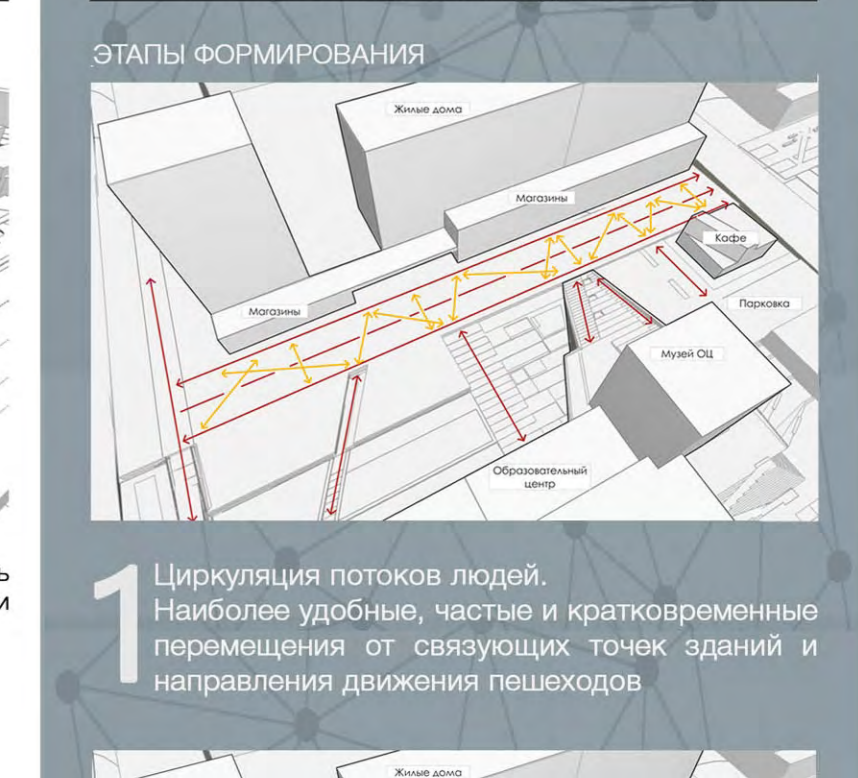 ЭТАПЫ ФОРМИРОВАНИЯ
Жилые дома
Магазины
Кафе
Магазины
Парковка
Музей ОЦ
Образовательный
центр
ь
и
1
Циркуляция потоков людей.
Наиболее удобные, частые и кратковременные
перемещения от связующих точек зданий и
направления движения пешеходов
Жилые дома